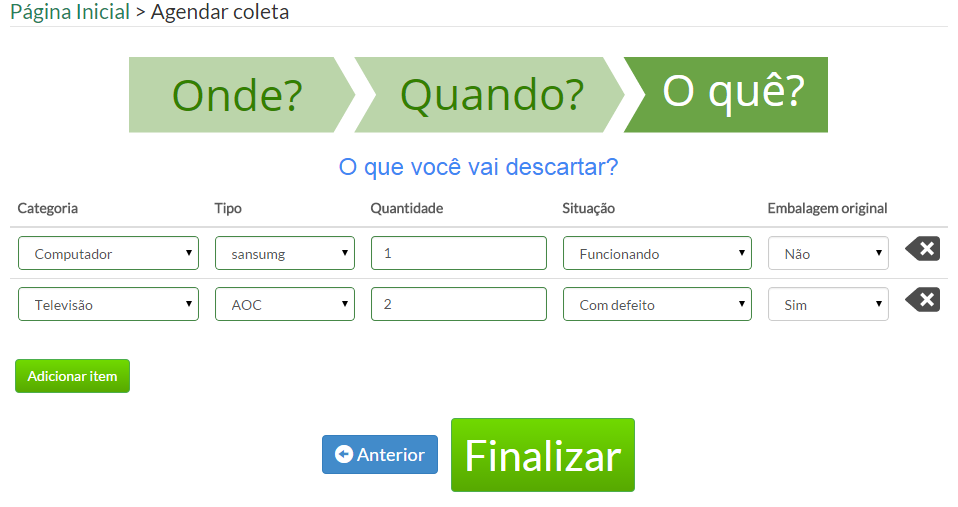 Página Inicial > Agendar coleta
Onde? Quando? O quê?
O que você vai descartar?
Categoria Tipo Quantidade Situação Embalagem original
Computador sansumg 1 Funcionando Não
Televisão AOC 2 Com defeito Sim
Adicionar item
Anterior Finalizar